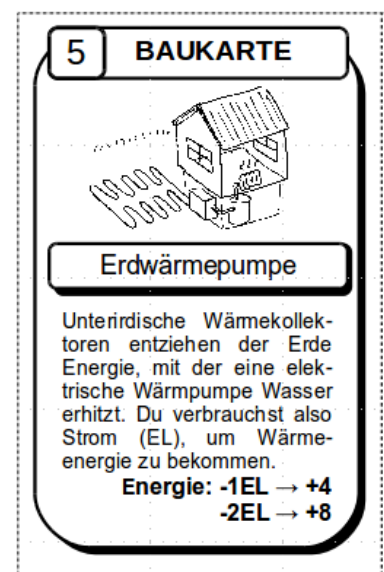 5 BAUKARTE
Erdwärmepumpe
Unterirdische Wärmekollek-
toren entziehen der Erde
Energie, mit der eine elek-
trische Wärmpumpe Wasser
erhitzt. Du verbrauchst also
Strom (EL), um Wärme-
energie zu bekommen.
Energie: -1EL → +4
-2EL → +8